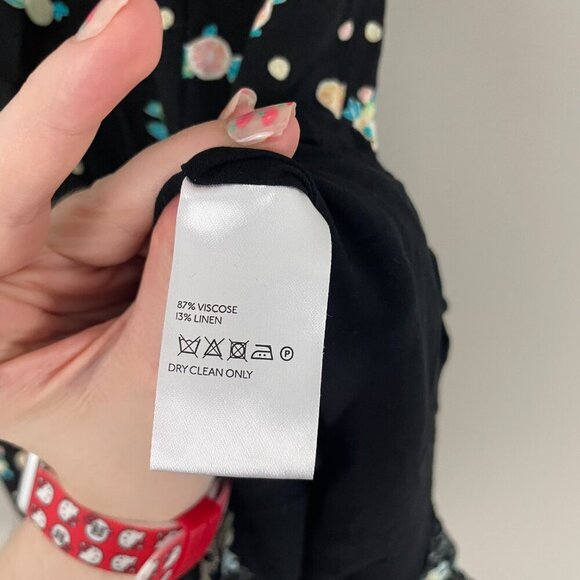 87% VISCOSE
13% LINEN
P
DRY CLEAN ONLY